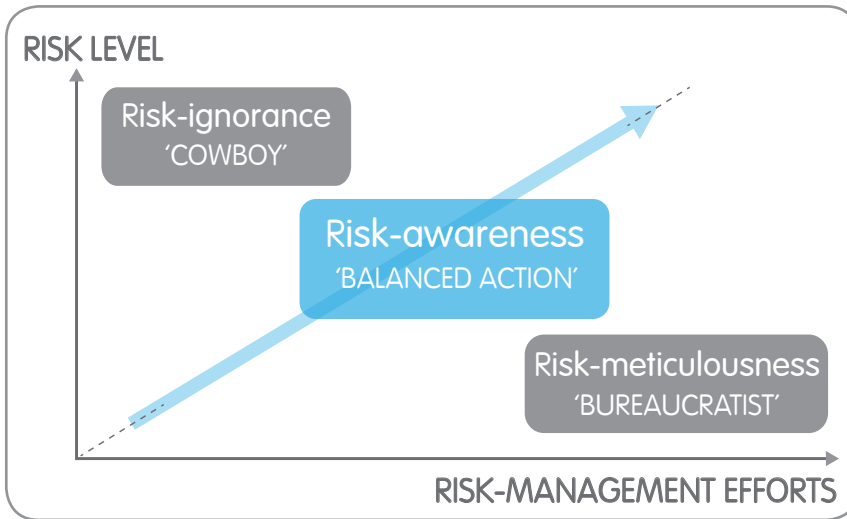 RISK LEVEL
Risk-ignorance
‘COWBOY’
Risk-awareness
‘BALANCED ACTION’
Risk-meticulousness
‘BUREAUCRATIST’
RISK-MANAGEMENT EFFORTS